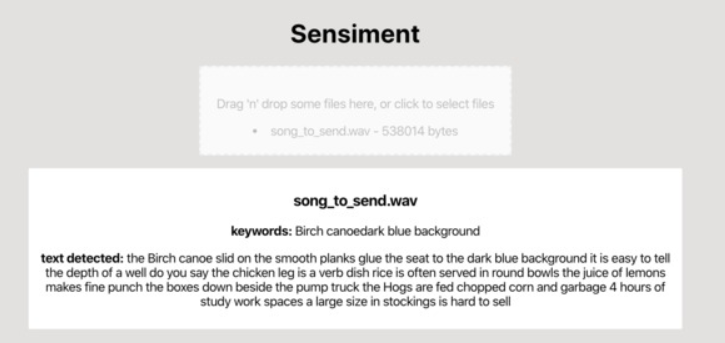 Sensiment
Drag 'n' drop some files here, or click to select files
• song_to_send.wav - 538014 bytes
song_to_send.wav
keywords: Birch canoedark blue background
text detected: the Birch canoe slid on the smooth planks glue the seat to the dark blue background it is easy to tell
the depth of a well do you say the chicken leg is a verb dish rice is often served in round bowls the juice of lemons
makes fine punch the boxes down beside the pump truck the Hogs are fed chopped corn and garbage 4 hours of
study work spaces a large size in stockings is hard to sell